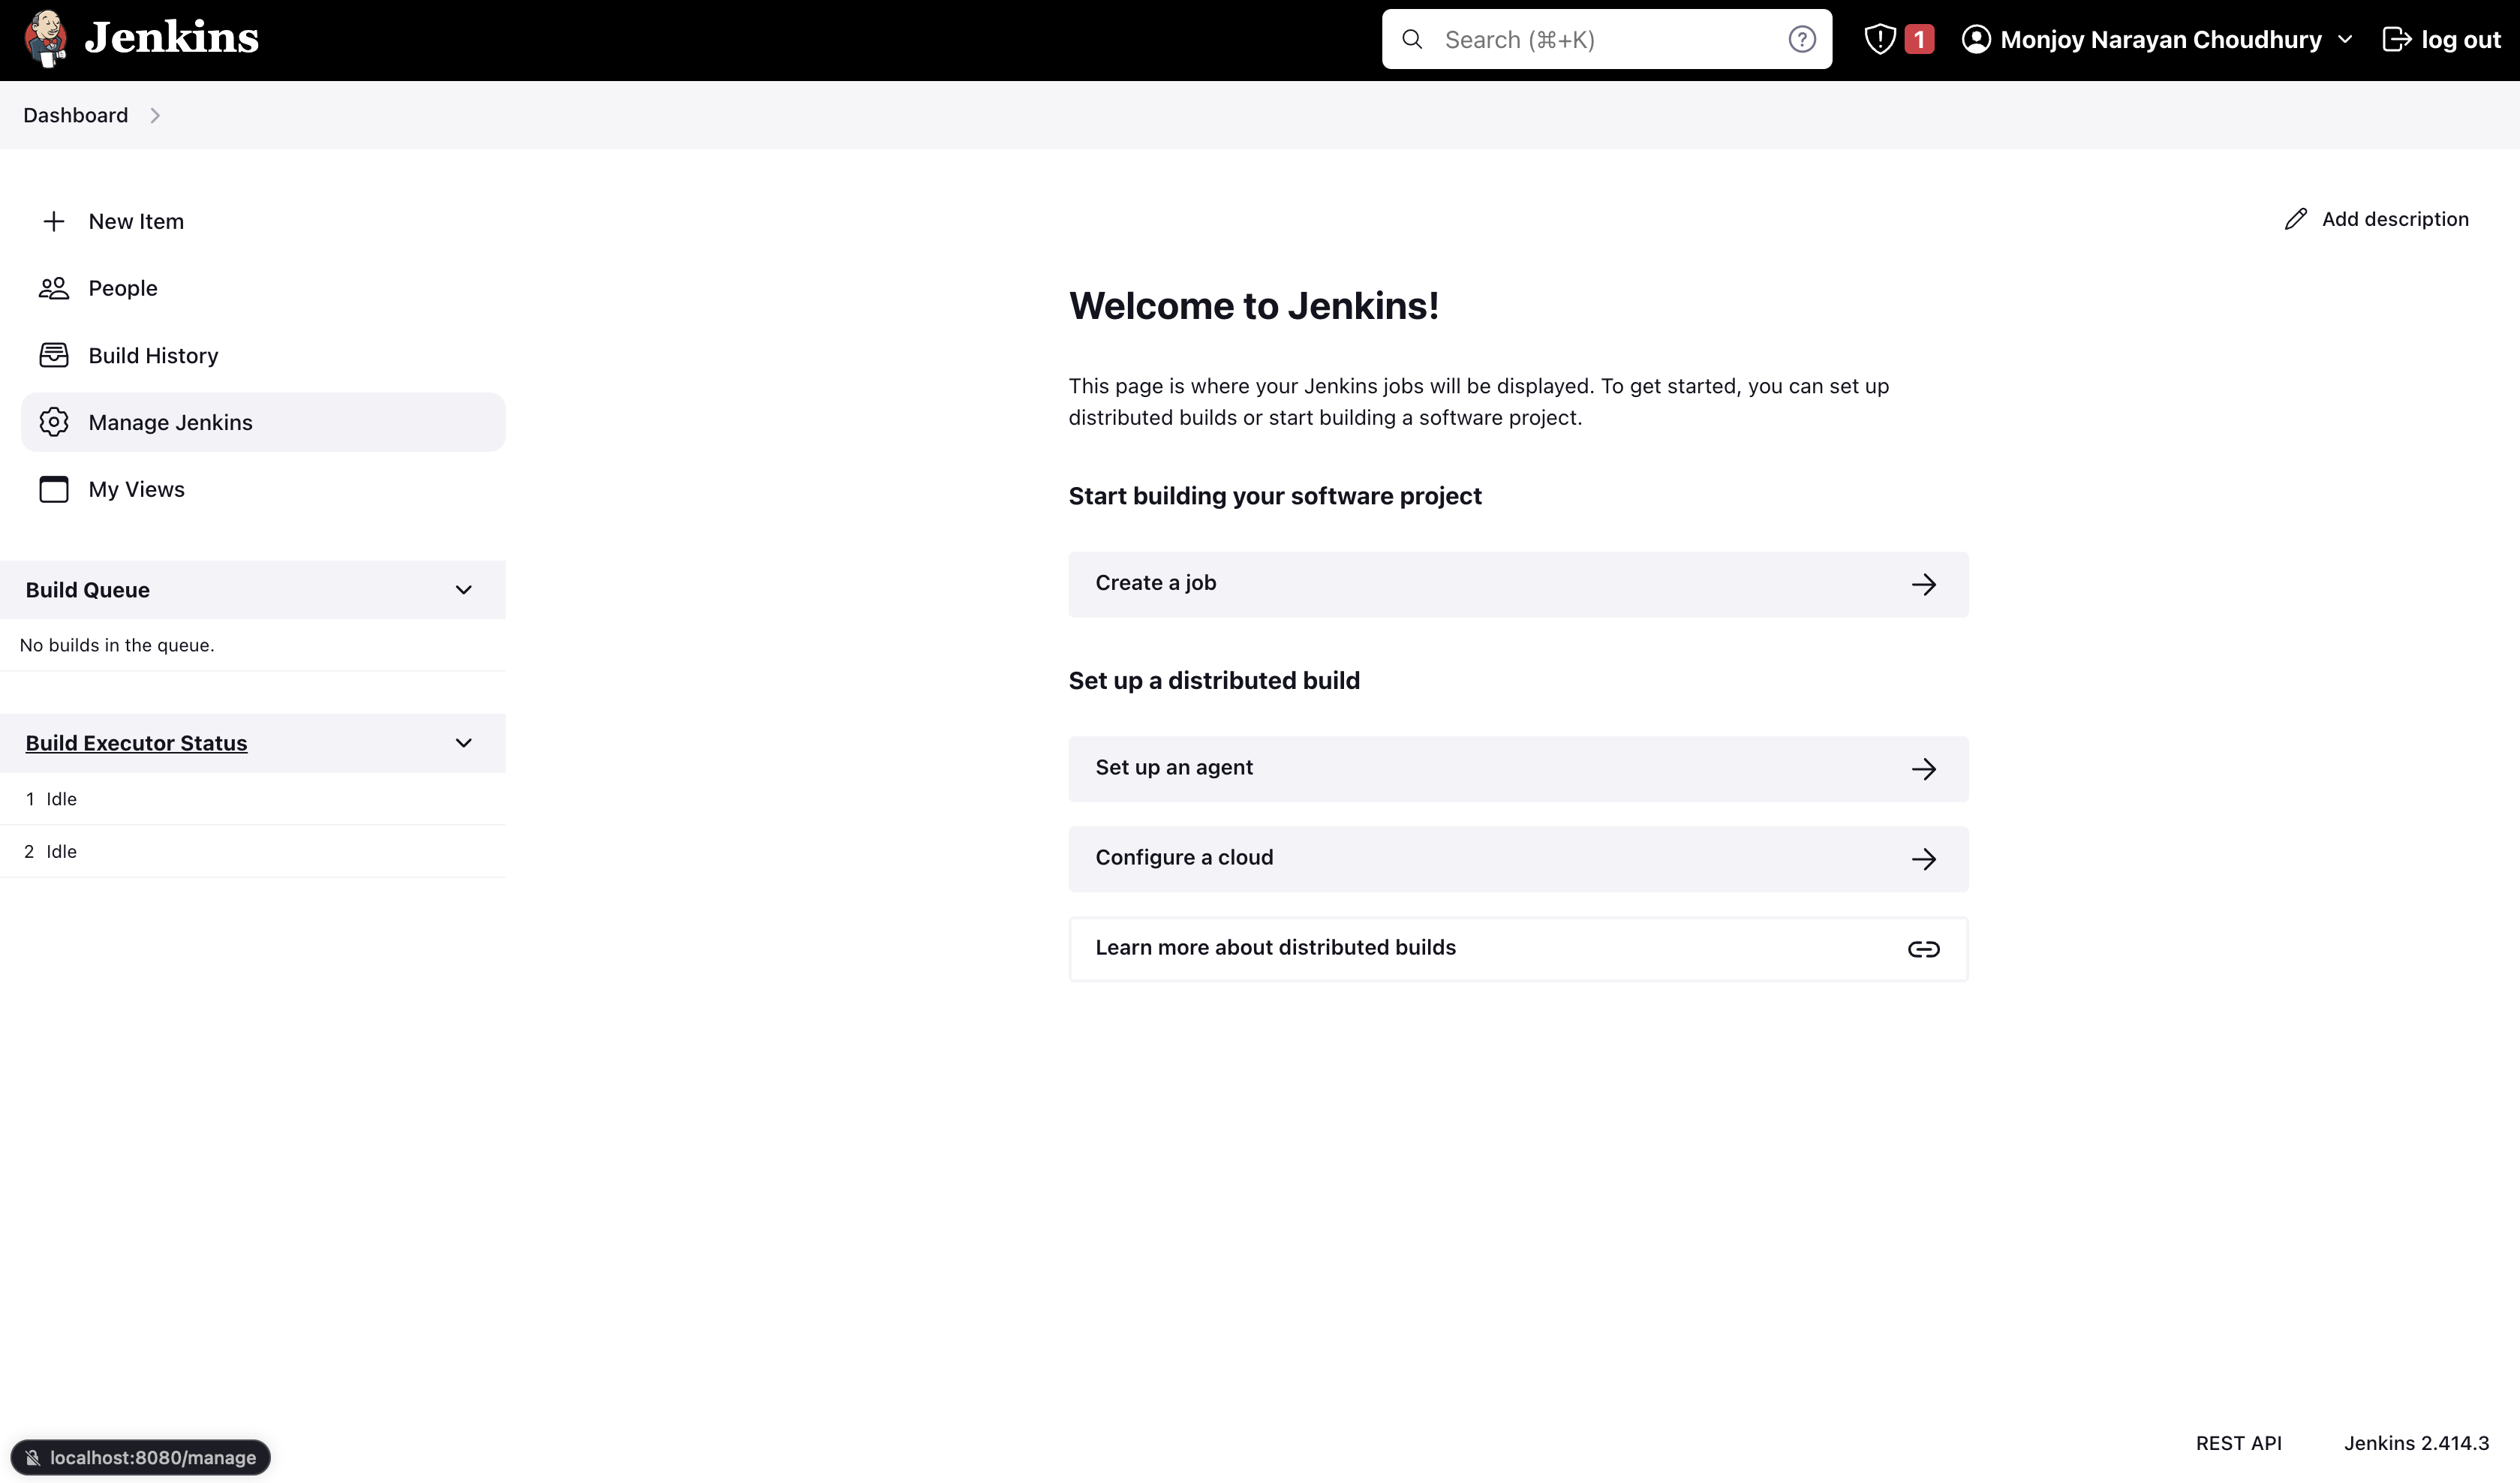 Jenkins
Search (⌘+K)
1
Monjoy Narayan Choudhury
log out
Dashboard
New Item
People
Build History
Manage Jenkins
My Views
Build Queue
No builds in the queue.
Build Executor Status
1 Idle
2 Idle
Add description
Welcome to Jenkins!
This page is where your Jenkins jobs will be displayed. To get started, you can set up
distributed builds or start building a software project.
Start building your software project
Create a job
Set up a distributed build
Set up an agent
Configure a cloud
Learn more about distributed builds
localhost:8080/manage
REST API
Jenkins 2.414.3